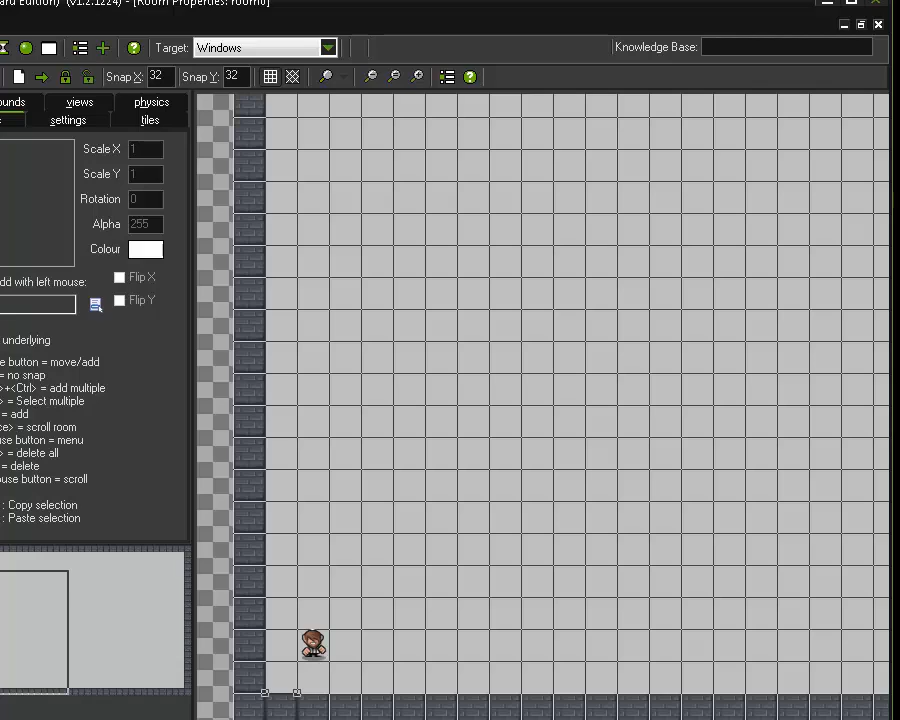 ard Edition) (v1.2.1224) - [Room Properties: room0]
Target: Windows
Knowledge Base:
Snap X: 32 Snap Y: 32
ounds views physics
settings tiles
Scale X 1
Scale Y 1
Rotation 0
Alpha 255
Colour
dd with left mouse:
Flip X
Flip Y
underlying
e button = move/add
= no snap
>+<Ctrl> = add multiple
> = Select multiple
= add
ce> = scroll room
use button = menu
> = delete all
= delete
ouse button = scroll
: Copy selection
: Paste selection